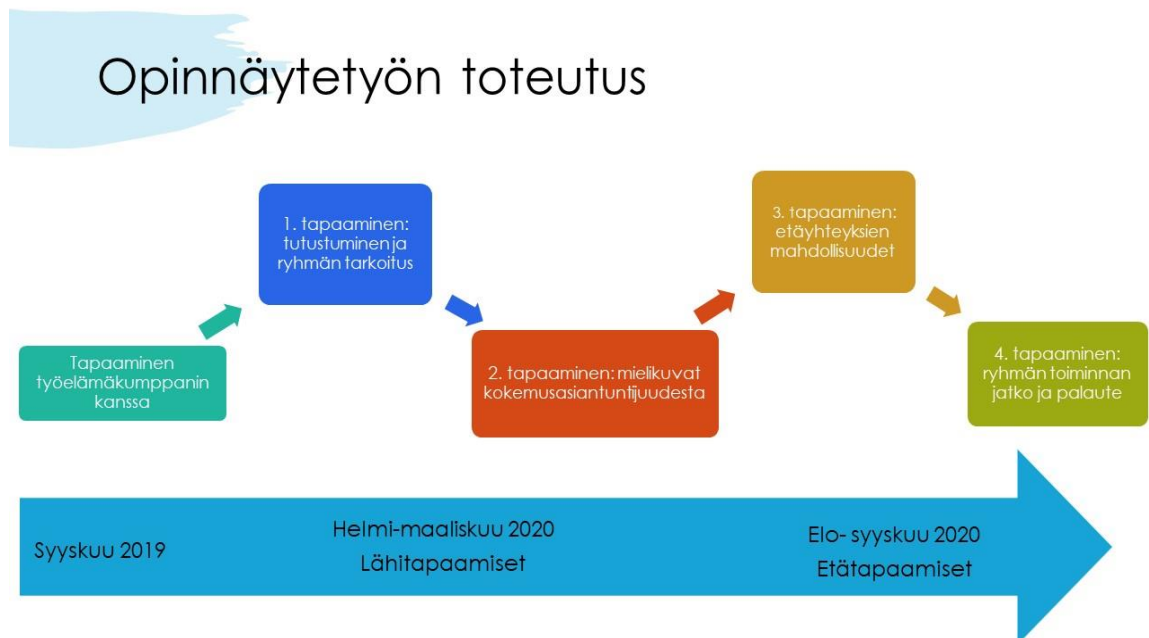 Opinnäytetyön toteutus
Tapaaminen
työelämäkumppanin
kanssa
1. tapaaminen:
tutustuminen ja
ryhmän tarkoitus
2. tapaaminen: mielikuvat
kokemusasiantuntijuudesta
3. tapaaminen:
etäyhteyksien
mahdollisuudet
4. tapaaminen:
ryhmän toiminnan
jatko ja palaute
Syyskuu 2019
Helmi-maaliskuu 2020
Lähitapaamiset
Elo- syyskuu 2020
Etätapaamiset